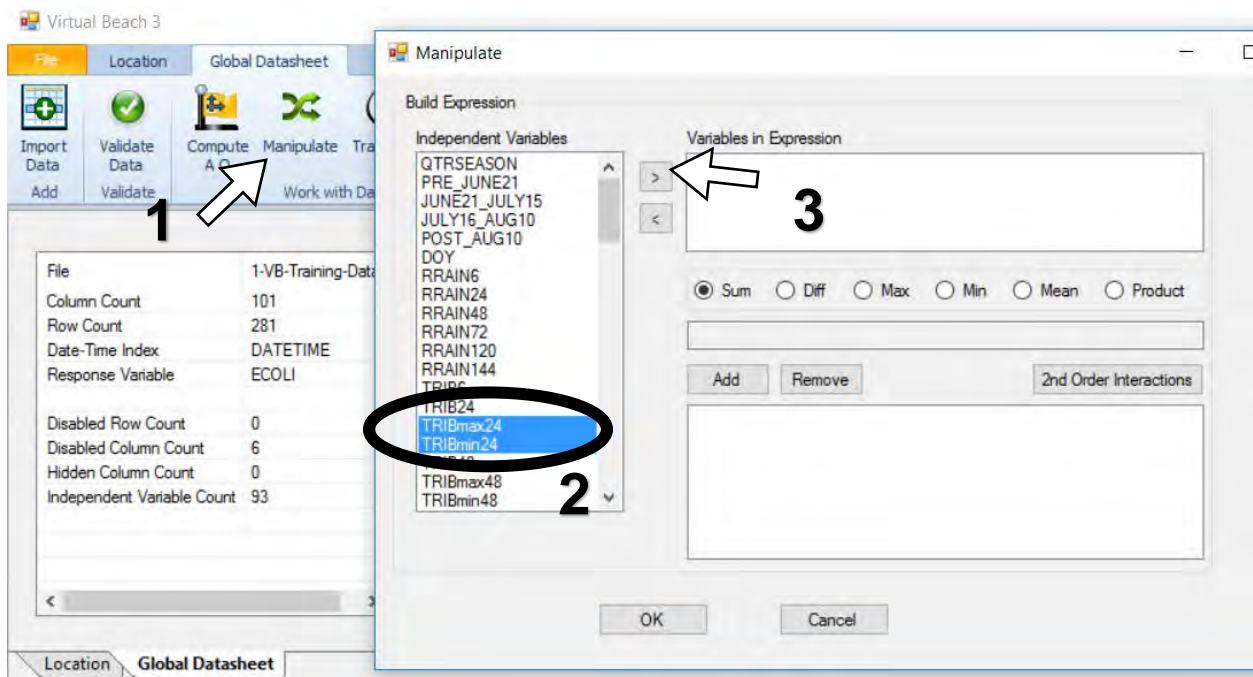 Virtual Beach 3
File Location Global Datasheet
Import Data
Validate Data
Compute A O
Manipulate
Add Validate Work with Da
1
File 1-VB-Training-Data
Column Count 101
Row Count 281
Date-Time Index DATETIME
Response Variable ECOLI
Disabled Row Count 0
Disabled Column Count 6
Hidden Column Count 0
Independent Variable Count 93
Location Global Datasheet
Manipulate
Build Expression
Independent Variables
QTRSEASON
PRE_JUNE21
JUNE21_JULY15
JULY16_AUG10
POST_AUG10
DOY
RRAIN6
RRAIN24
RRAIN48
RRAIN72
RRAIN120
RRAIN144
TRIB6
TRIB24
TRIBmax24
TRIBmin24
TRIB48
TRIBmax48
TRIBmin48
2
>
<
3
Variables in Expression
Sum Diff Max Min Mean Product
Add Remove 2nd Order Interactions
OK Cancel